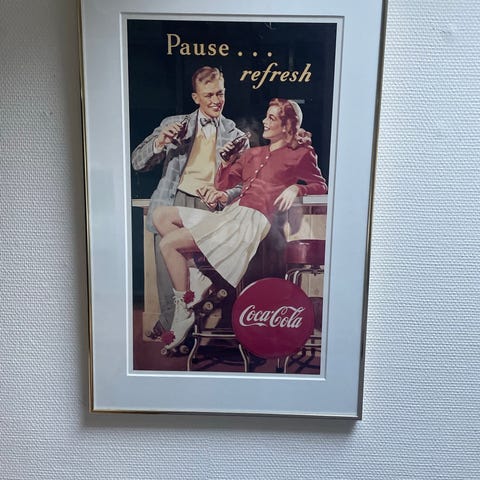 Pause . . .
refresh
Coca-Cola